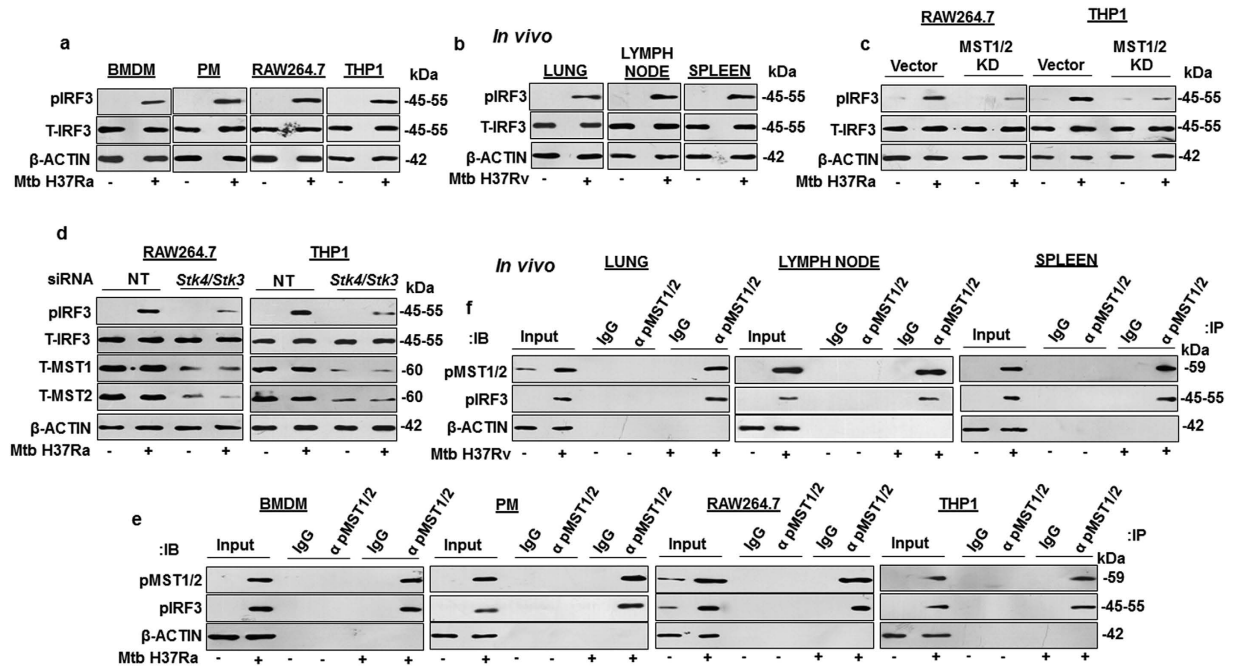 a
BMDM PM RAW264.7 THP1 kDa
pIRF3 -45-55
T-IRF3 -45-55
β-ACTIN -42
Mtb H37Ra - + - + - + - +
b In vivo
LUNG LYMPH NODE SPLEEN kDa
pIRF3 -45-55
T-IRF3 -45-55
β-ACTIN -42
Mtb H37Rv - + - + - +
c RAW264.7 THP1
Vector MST1/2 KD Vector MST1/2 KD kDa
pIRF3 -45-55
T-IRF3 -45-55
β-ACTIN -42
Mtb H37Ra - + - + - + - +
d
RAW264.7 THP1
siRNA NT Stk4/Stk3 NT Stk4/Stk3 kDa
pIRF3 -45-55
T-IRF3 -45-55
T-MST1 -60
T-MST2 -60
β-ACTIN -42
Mtb H37Ra - + - + - + - +
In vivo LUNG LYMPH NODE SPLEEN
f
:IB Input IgG α pMST1/2 IgG α pMST1/2 Input IgG α pMST1/2 IgG α pMST1/2 Input IgG α pMST1/2 IgG α pMST1/2 :IP
kDa
pMST1/2 -59
pIRF3 -45-55
β-ACTIN -42
Mtb H37Rv - + - - + + - + - - + + - + - - + +
e BMDM PM RAW264.7 THP1
:IB Input IgG α pMST1/2 IgG α pMST1/2 Input IgG α pMST1/2 IgG α pMST1/2 Input IgG α pMST1/2 IgG α pMST1/2 Input IgG α pMST1/2 IgG α pMST1/2 :IP
kDa
pMST1/2 -59
pIRF3 -45-55
β-ACTIN -42
Mtb H37Ra - + - - + + - + - - + + - + - - + + - + - - + +